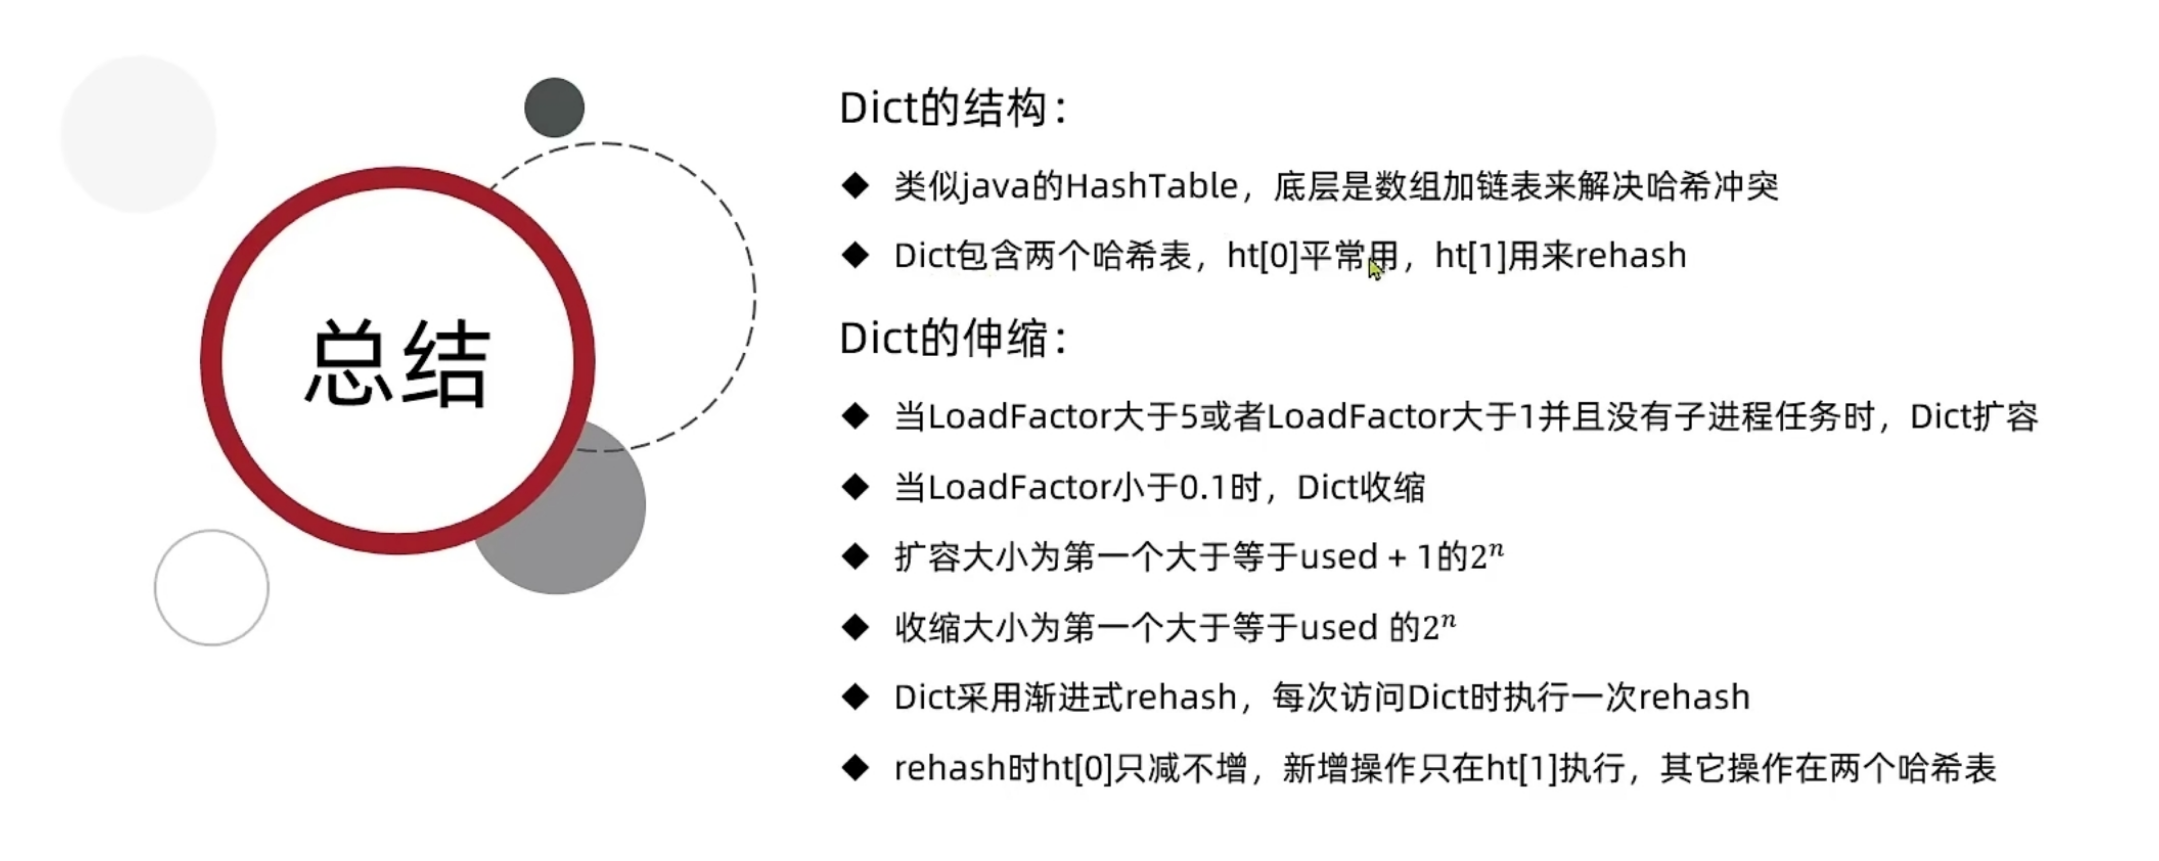 总结
Dict的结构：
类似java的HashTable，底层是数组加链表来解决哈希冲突
Dict包含两个哈希表，ht[0]平常用，ht[1]用来rehash
Dict的伸缩：
当LoadFactor大于5或者LoadFactor大于1并且没有子进程任务时，Dict扩容
当LoadFactor小于0.1时，Dict收缩
扩容大小为第一个大于等于used + 1的2ⁿ
收缩大小为第一个大于等于used 的2ⁿ
Dict采用渐进式rehash，每次访问Dict时执行一次rehash
rehash时ht[0]只减不增，新增操作只在ht[1]执行，其它操作在两个哈希表